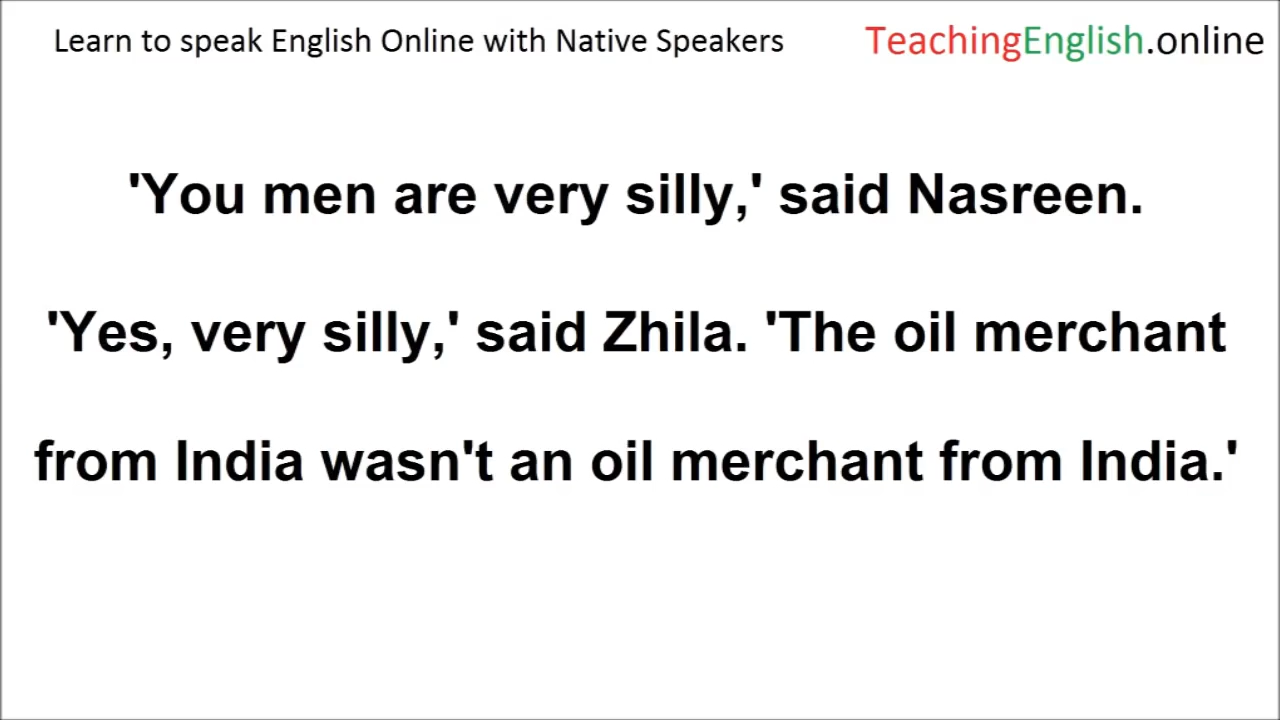 Learn to speak English Online with Native Speakers TeachingEnglish.online
'You men are very silly,' said Nasreen.
'Yes, very silly,' said Zhila. 'The oil merchant
from India wasn't an oil merchant from India.'